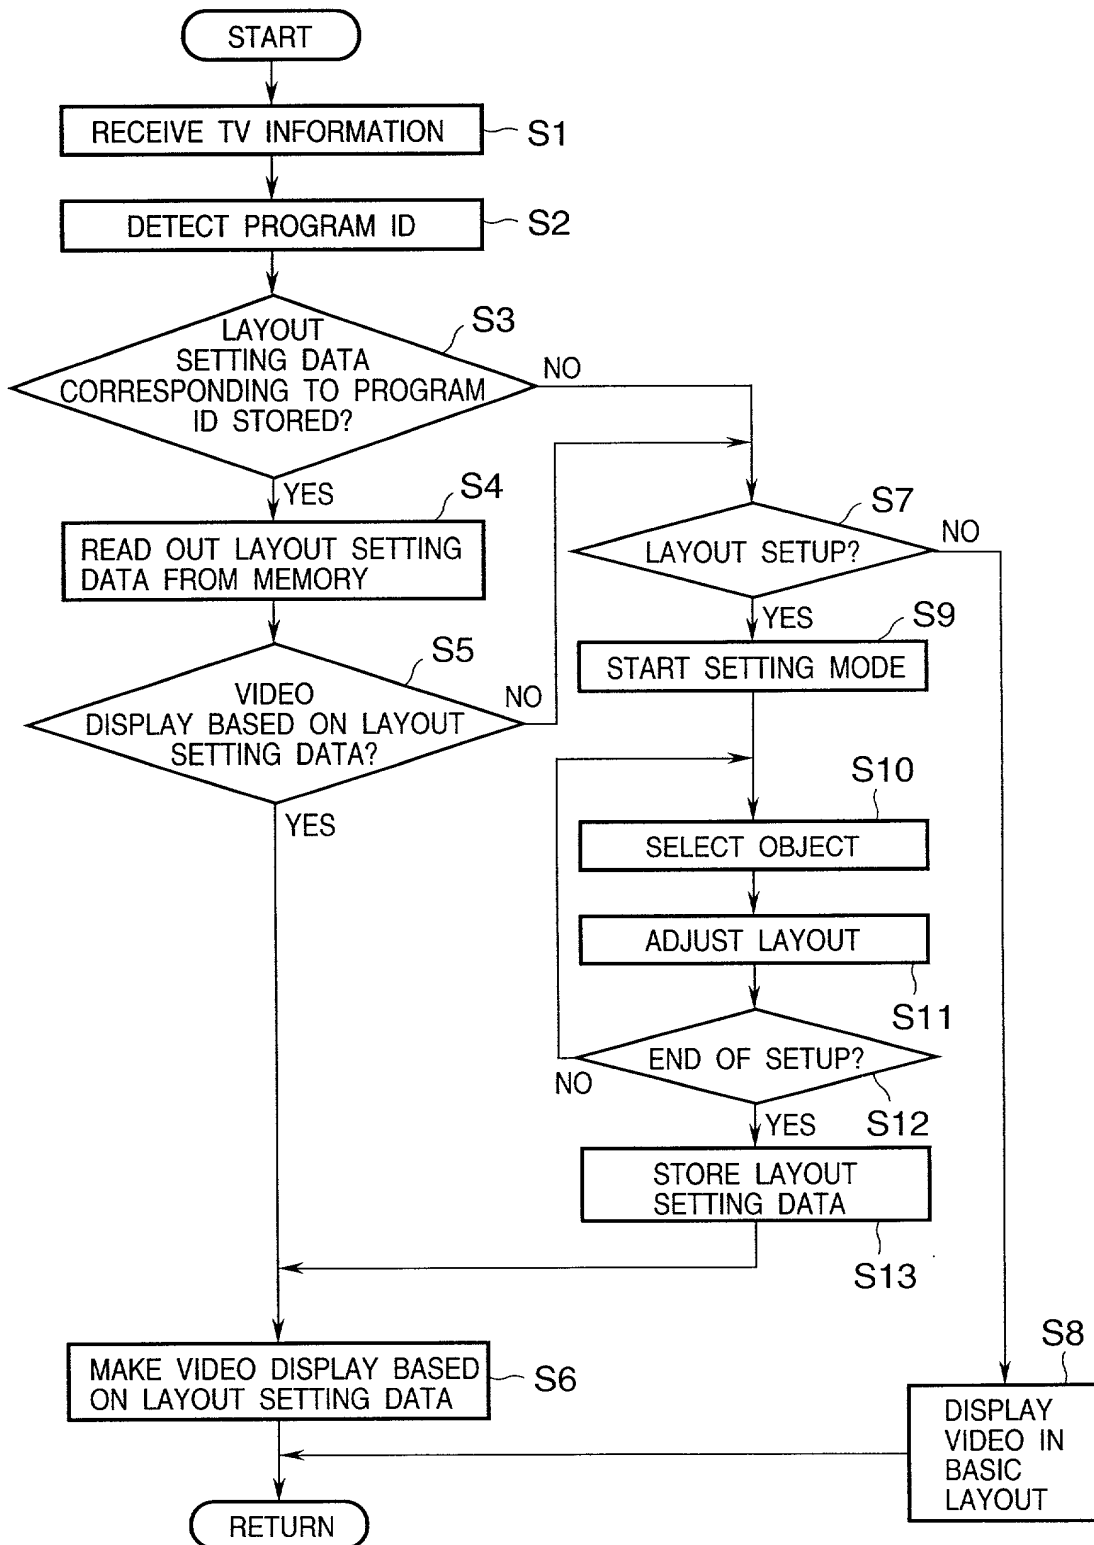 START
RECEIVE TV INFORMATION
S1
DETECT PROGRAM ID
S2
LAYOUT
SETTING DATA
CORRESPONDING TO PROGRAM
ID STORED?
S3
NO
YES
S4
READ OUT LAYOUT SETTING
DATA FROM MEMORY
S5
VIDEO
DISPLAY BASED ON LAYOUT
SETTING DATA?
NO
YES
S7
LAYOUT SETUP?
NO
YES
S9
START SETTING MODE
S10
SELECT OBJECT
ADJUST LAYOUT
S11
END OF SETUP?
NO
S12
YES
STORE LAYOUT
SETTING DATA
S13
MAKE VIDEO DISPLAY BASED
ON LAYOUT SETTING DATA
S6
S8
DISPLAY
VIDEO IN
BASIC
LAYOUT
RETURN